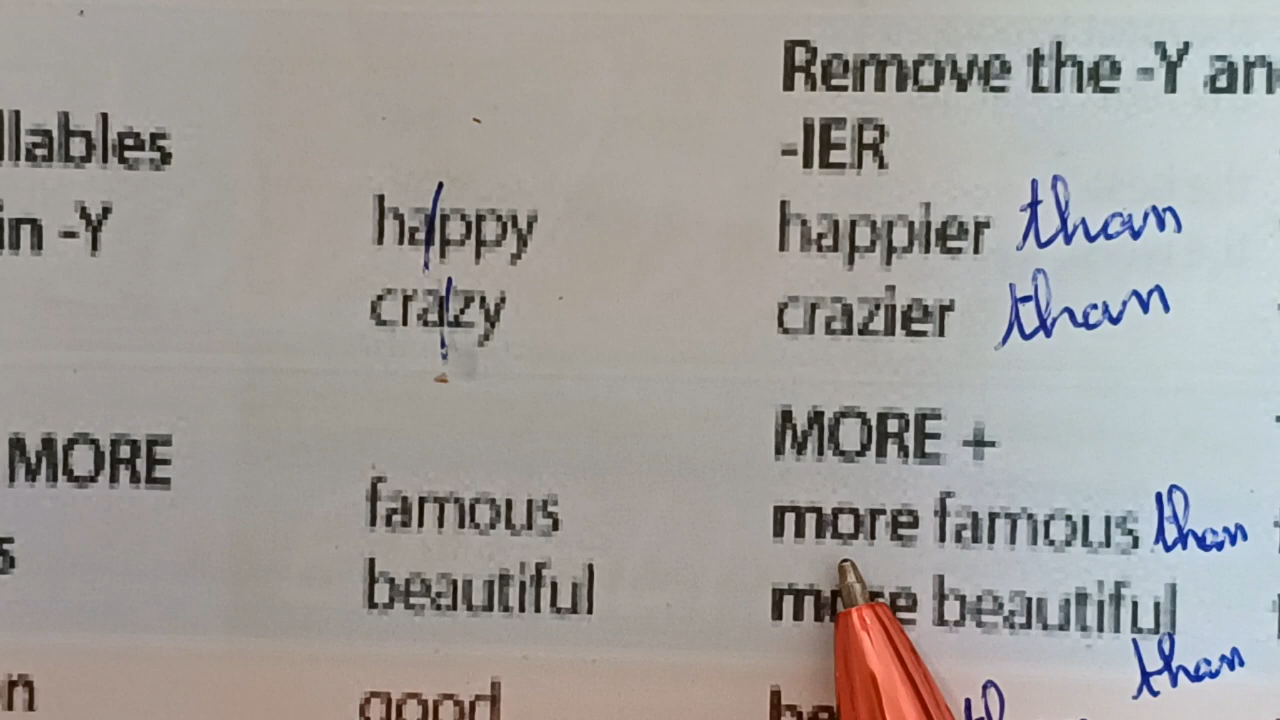 Remove the -Y an
llables
-IER
in -Y happy happier than
crazy crazier than
MORE MORE +
famous more famous than
s
beautiful more beautiful
than
n good be